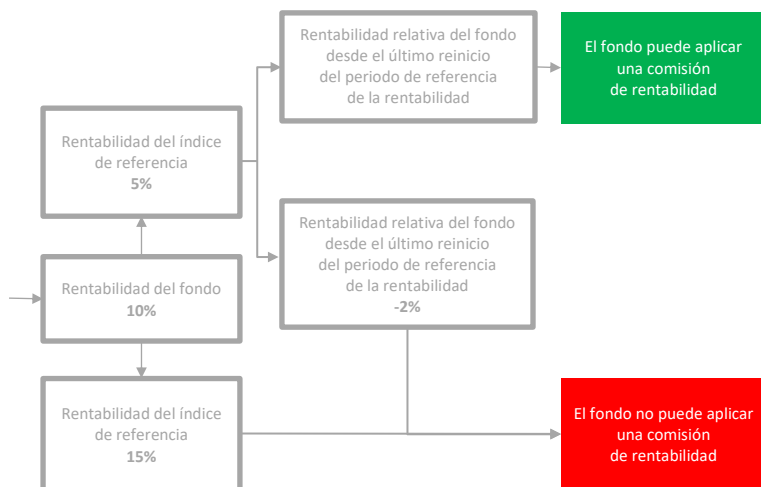 Rentabilidad relativa del fondo
desde el último reinicio
del periodo de referencia
de la rentabilidad
El fondo puede aplicar
una comisión
de rentabilidad
Rentabilidad del índice
de referencia
5%
Rentabilidad relativa del fondo
desde el último reinicio
del periodo de referencia
de la rentabilidad
-2%
Rentabilidad del fondo
10%
Rentabilidad del índice
de referencia
15%
El fondo no puede aplicar
una comisión
de rentabilidad